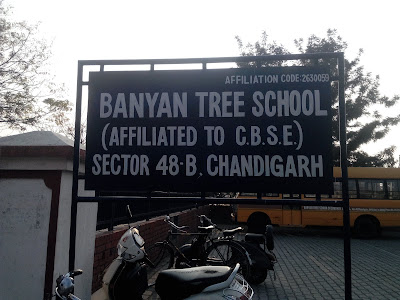 AFFILIATION CODE:2630059
BANYAN TREE SCHOOL
(AFFILIATED TO C.B.S.E.)
SECTOR 48-B, CHANDIGARH